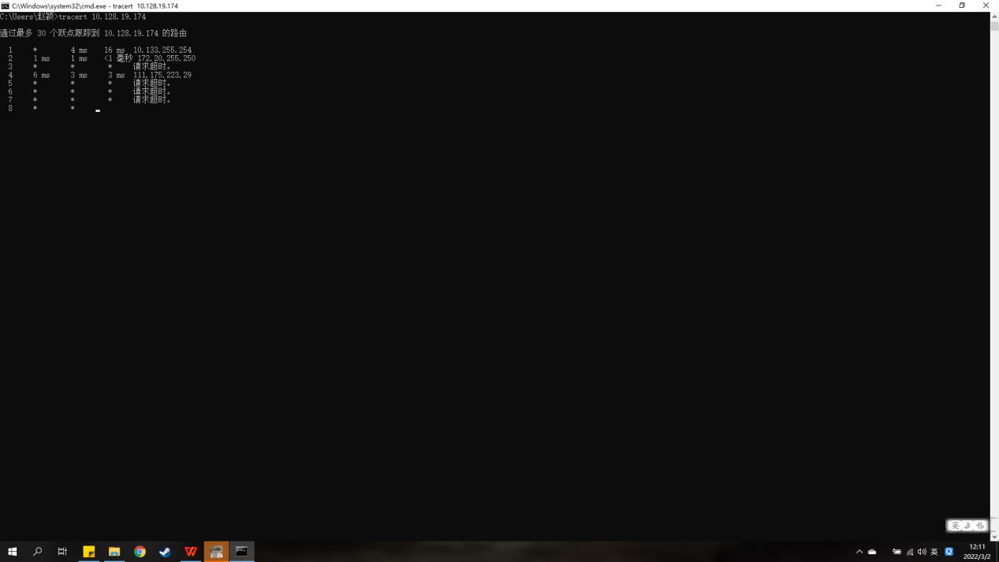 C:\Windows\system32\cmd.exe - tracert  10.128.19.174
C:\Users\赵颖>tracert 10.128.19.174
通过最多 30 个跃点跟踪到 10.128.19.174 的路由
1     *        4 ms    16 ms  10.133.255.254
2     1 ms     1 ms    <1 毫秒 172.20.255.250
3     *        *        *     请求超时。
4     6 ms     3 ms     3 ms  111.175.223.29
5     *        *        *     请求超时。
6     *        *        *     请求超时。
7     *        *        *     请求超时。
8     *        *
英
英
12:11
2022/3/2